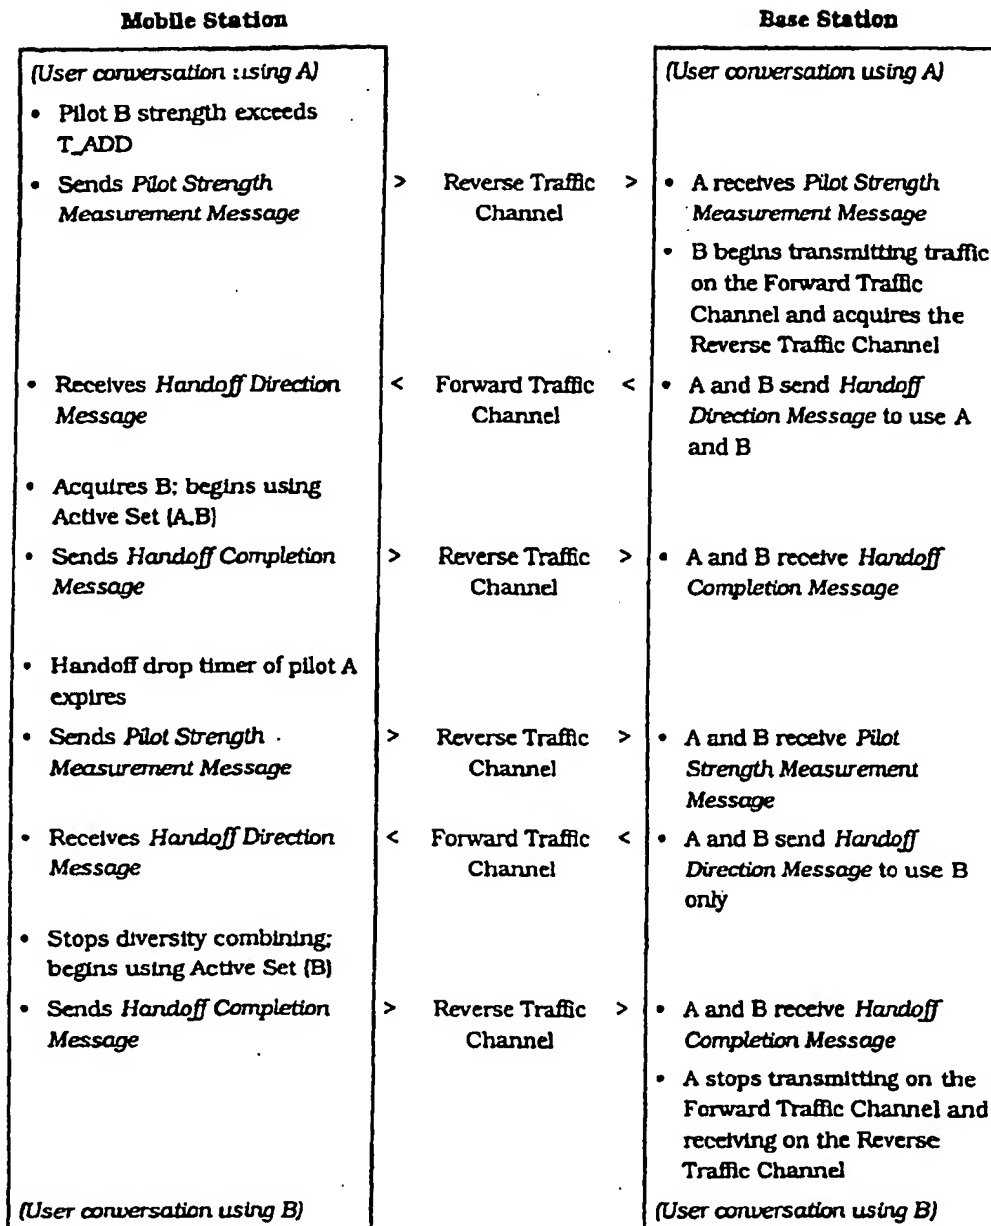 Mobile Station Base Station
(User conversation using A) (User conversation using A)
• Pilot B strength exceeds
T_ADD
• Sends Pilot Strength > Reverse Traffic > • A receives Pilot Strength
Measurement Message Channel Measurement Message
• B begins transmitting traffic
on the Forward Traffic
Channel and acquires the
Reverse Traffic Channel
• Receives Handoff Direction < Forward Traffic < • A and B send Handoff
Message Channel Direction Message to use A
and B
• Acquires B; begins using
Active Set {A,B}
• Sends Handoff Completion > Reverse Traffic > • A and B receive Handoff
Message Channel Completion Message
• Handoff drop timer of pilot A
expires
• Sends Pilot Strength > Reverse Traffic > • A and B receive Pilot
Measurement Message Channel Strength Measurement
Message
• Receives Handoff Direction < Forward Traffic < • A and B send Handoff
Message Channel Direction Message to use B
only
• Stops diversity combining;
begins using Active Set {B}
• Sends Handoff Completion > Reverse Traffic > • A and B receive Handoff
Message Channel Completion Message
• A stops transmitting on the
Forward Traffic Channel and
receiving on the Reverse
Traffic Channel
(User conversation using B) (User conversation using B)